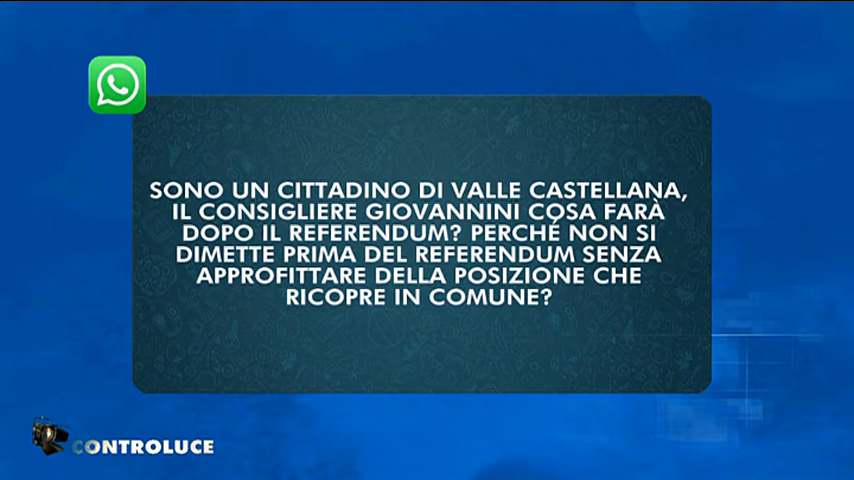 SONO UN CITTADINO DI VALLE CASTELLANA,
IL CONSIGLIERE GIOVANNINI COSA FARÀ
DOPO IL REFERENDUM? PERCHÉ NON SI
DIMETTE PRIMA DEL REFERENDUM SENZA
APPROFITTARE DELLA POSIZIONE CHE
RICOPRE IN COMUNE?
CONTROLUCE